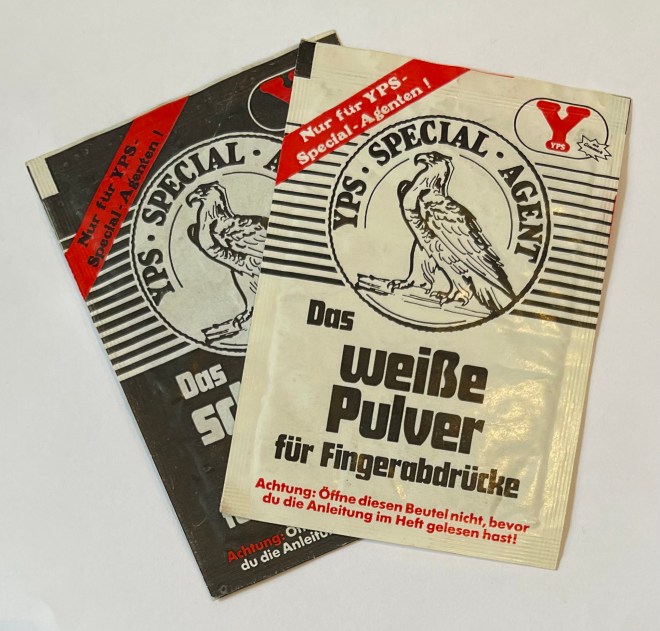 Nur für YPS-
Special-Agenten!
YPS · SPECIAL · A
Das
Achtung: Öff
du die Anleitu
Nur für YPS-
Special-Agenten!
Y
YPS
YPS · SPECIAL · AGENT
Das
weiße
Pulver
für Fingerabdrücke
Achtung: Öffne diesen Beutel nicht, bevor
du die Anleitung im Heft gelesen hast!